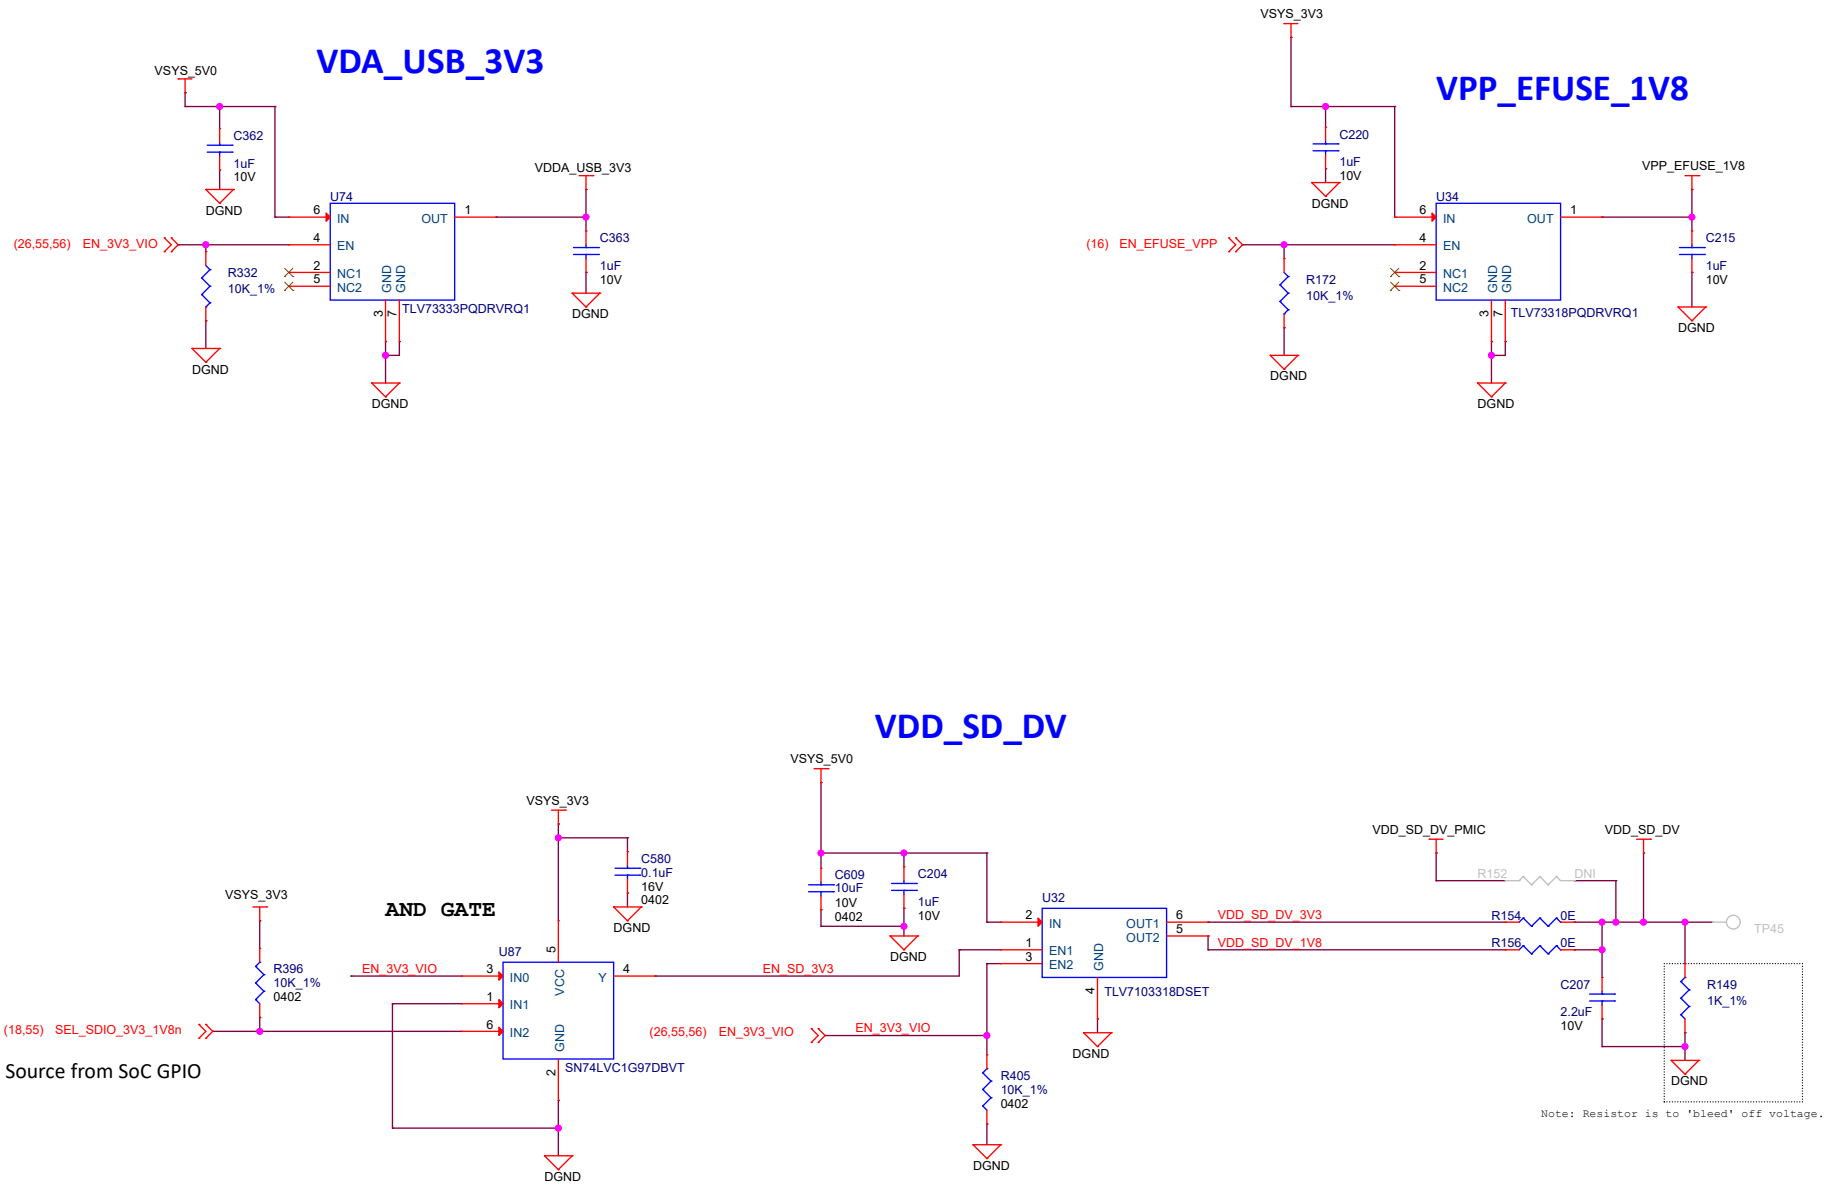 VDA_USB_3V3
VSYS_5V0
C362
1uF
10V
DGND
VDDA_USB_3V3
U74
6 IN OUT 1
(26,55,56) EN_3V3_VIO
4 EN
2 NC1
5 NC2
GND
GND
3
7
TLV73333PQDRVRQ1
R332
10K_1%
DGND
DGND
C363
1uF
10V
DGND
VSYS_3V3
VPP_EFUSE_1V8
C220
1uF
10V
DGND
VPP_EFUSE_1V8
U34
6 IN OUT 1
(16) EN_EFUSE_VPP
4 EN
2 NC1
5 NC2
GND
GND
3
7
TLV73318PQDRVRQ1
R172
10K_1%
DGND
DGND
C215
1uF
10V
DGND
VDD_SD_DV
VSYS_3V3
C580
0.1uF
16V
0402
DGND
VSYS_3V3
AND GATE
R396
10K_1%
0402
U87
5
VCC
EN_3V3_VIO
3 IN0 Y 4
1 IN1
6 IN2
GND
2
SN74LVC1G97DBVT
(18,55) SEL_SDIO_3V3_1V8n
Source from SoC GPIO
DGND
EN_SD_3V3
VSYS_5V0
C609
10uF
10V
0402
C204
1uF
10V
DGND
U32
2 IN OUT1 6
OUT2 5
1 EN1
3 EN2
GND
4
TLV7103318DSET
DGND
(26,55,56) EN_3V3_VIO
EN_3V3_VIO
R405
10K_1%
0402
DGND
VDD_SD_DV_PMIC
VDD_SD_DV
R152 DNI
VDD_SD_DV_3V3
R154 0E
VDD_SD_DV_1V8
R156 0E
TP45
C207
2.2uF
10V
R149
1K_1%
DGND
Note: Resistor is to 'bleed' off voltage.